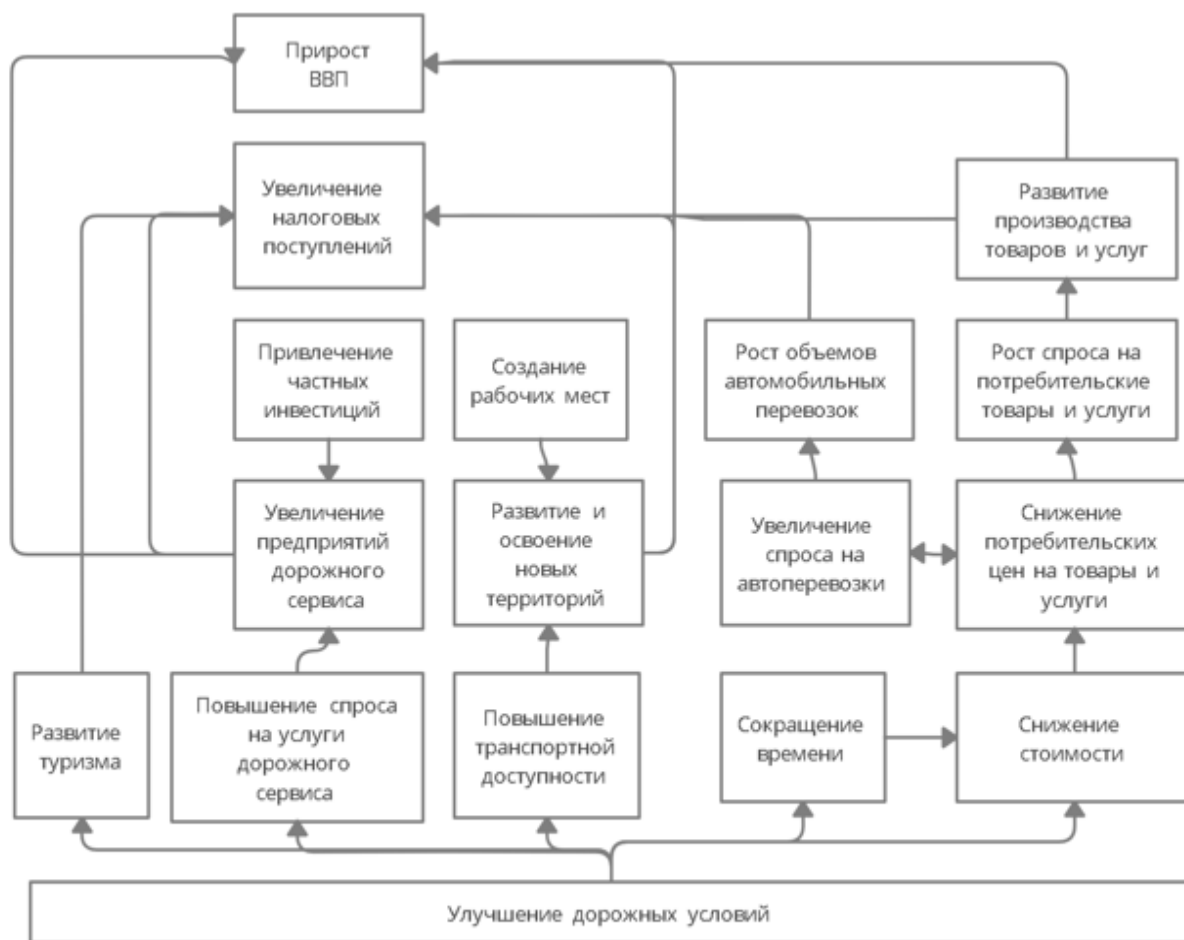 Прирост
ВВП
Увеличение
налоговых
поступлений
Развитие
производства
товаров и услуг
Привлечение
частных
инвестиций
Создание
рабочих мест
Рост объемов
автомобильных
перевозок
Рост спроса на
потребительские
товары и услуги
Увеличение
предприятий
дорожного
сервиса
Развитие и
освоение
новых
территорий
Увеличение
спроса на
автоперевозки
Снижение
потребительских
цен на товары и
услуги
Развитие
туризма
Повышение спроса
на услуги
дорожного
сервиса
Повышение
транспортной
доступности
Сокращение
времени
Снижение
стоимости
Улучшение дорожных условий